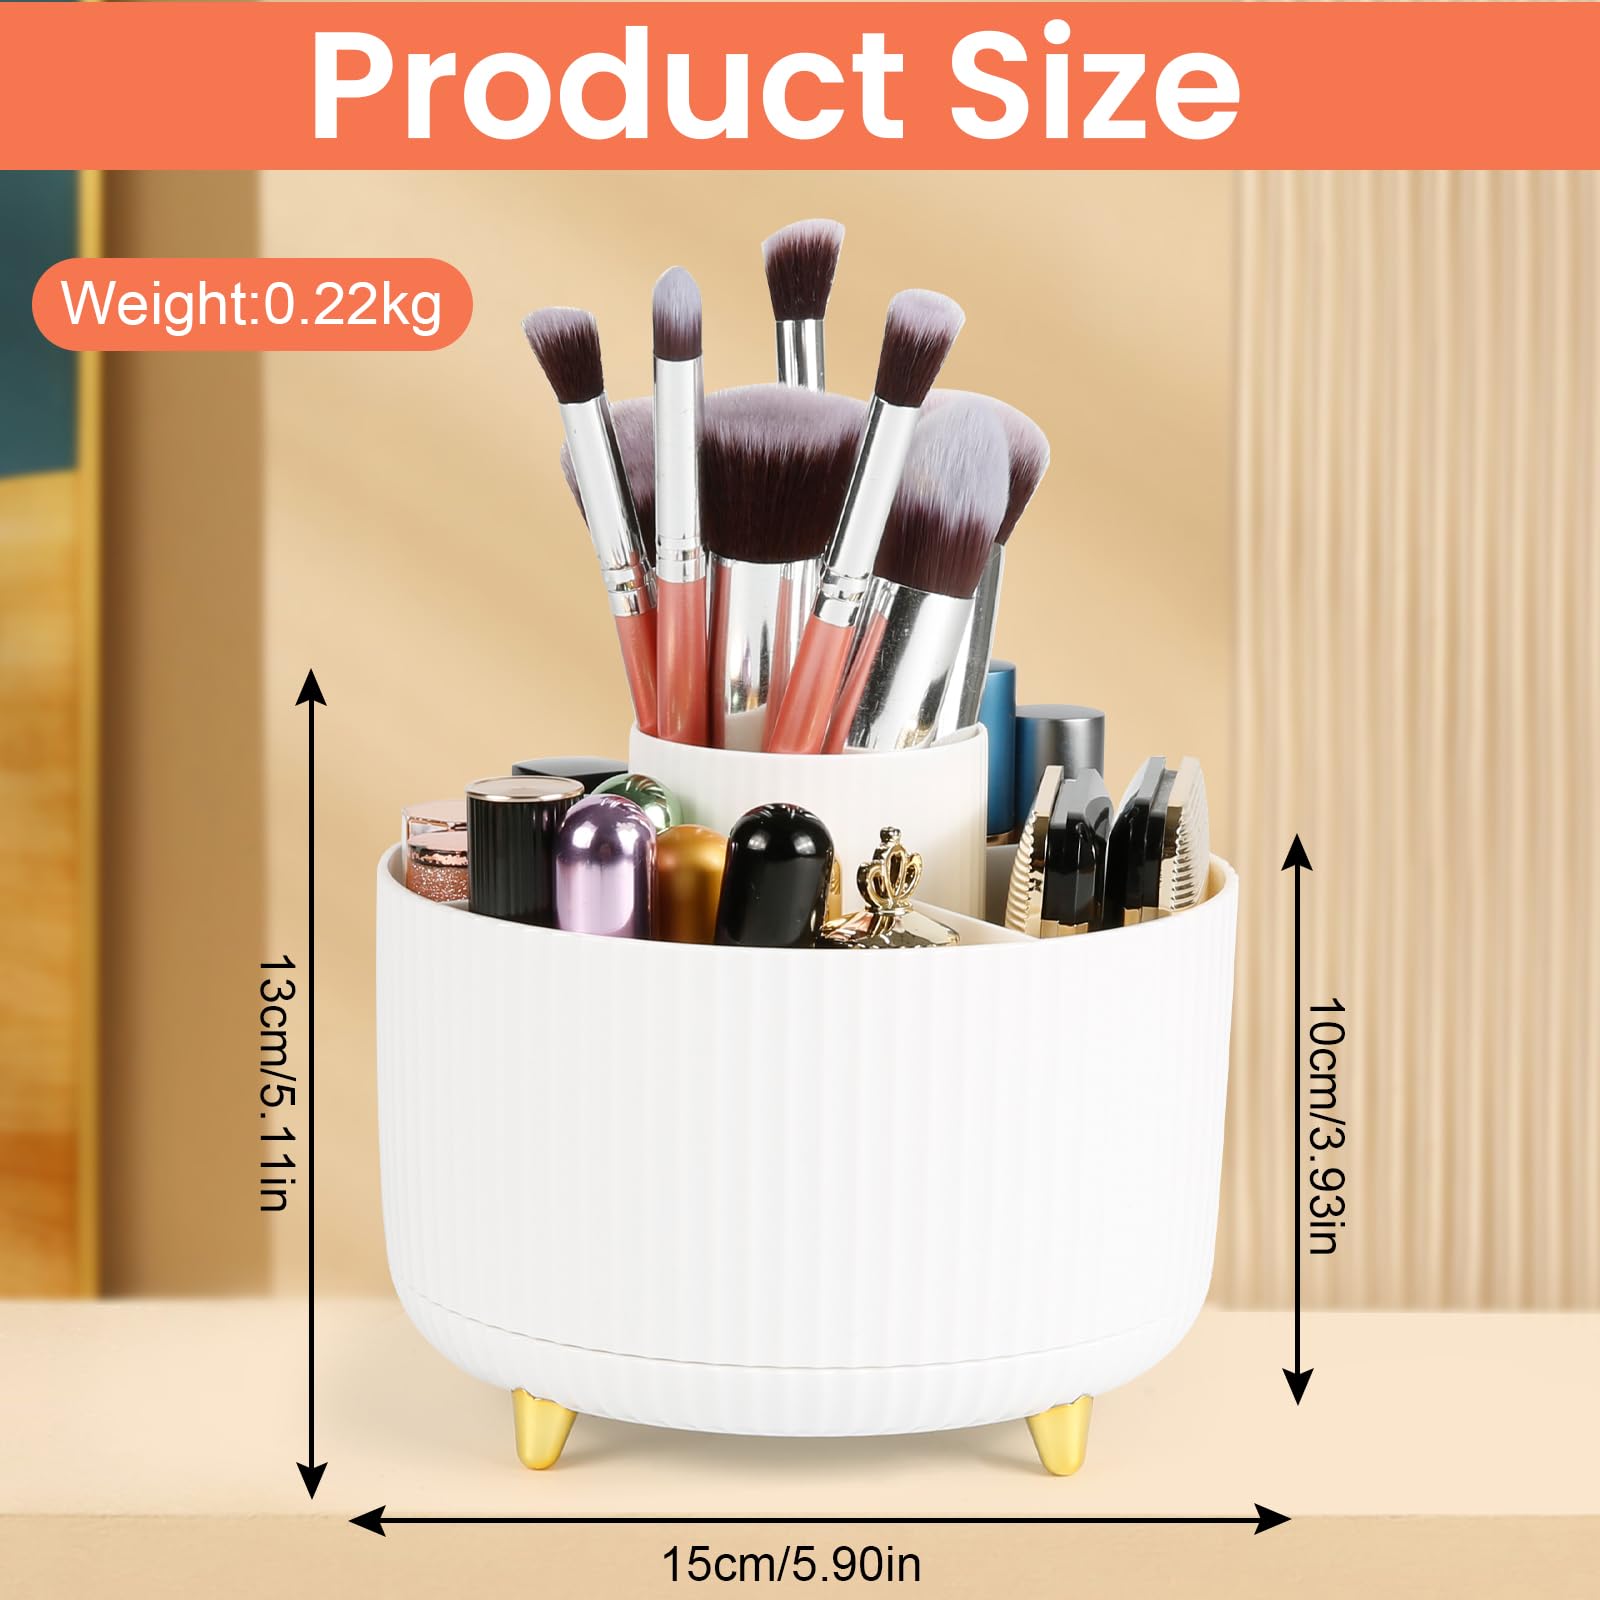 Product Size
Weight:0.22kg
13cm/5.11in
10cm/3.93in
15cm/5.90in